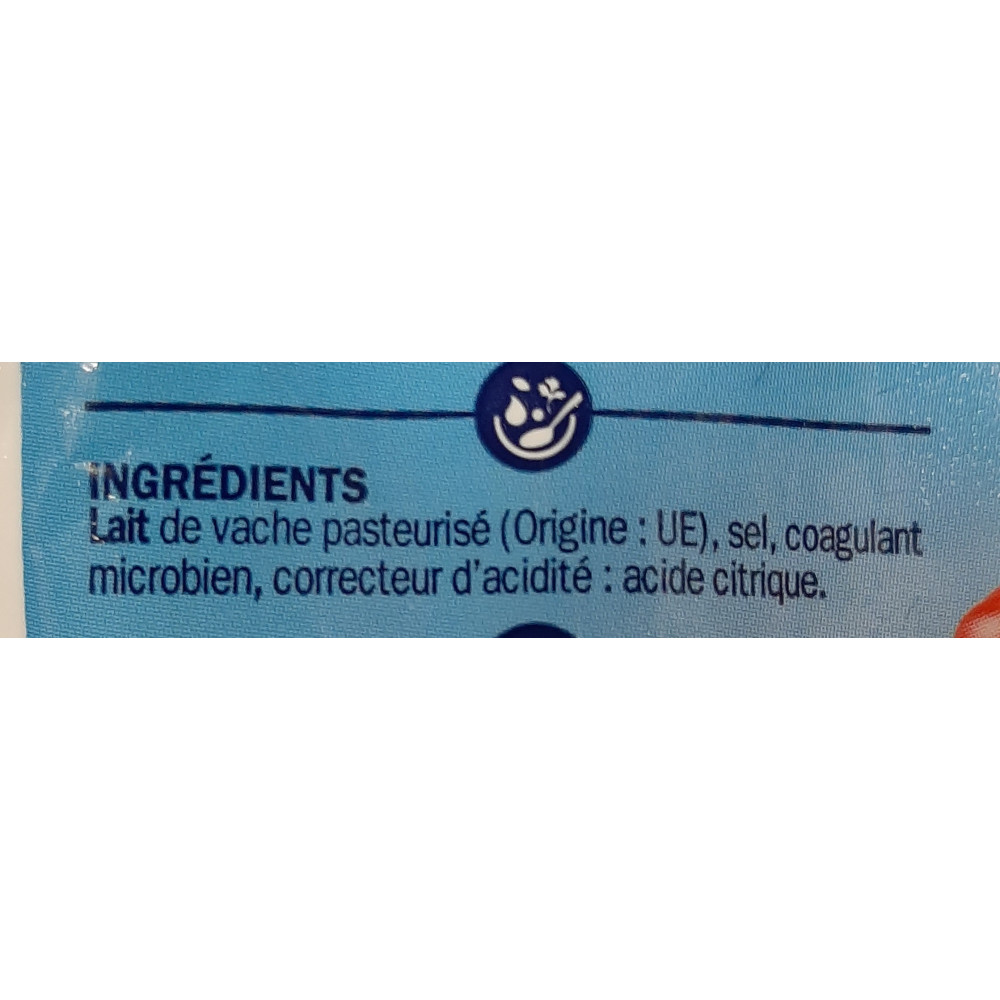 INGRÉDIENTS
Lait de vache pasteurisé (Origine : UE), sel, coagulant
microbien, correcteur d'acidité : acide citrique.